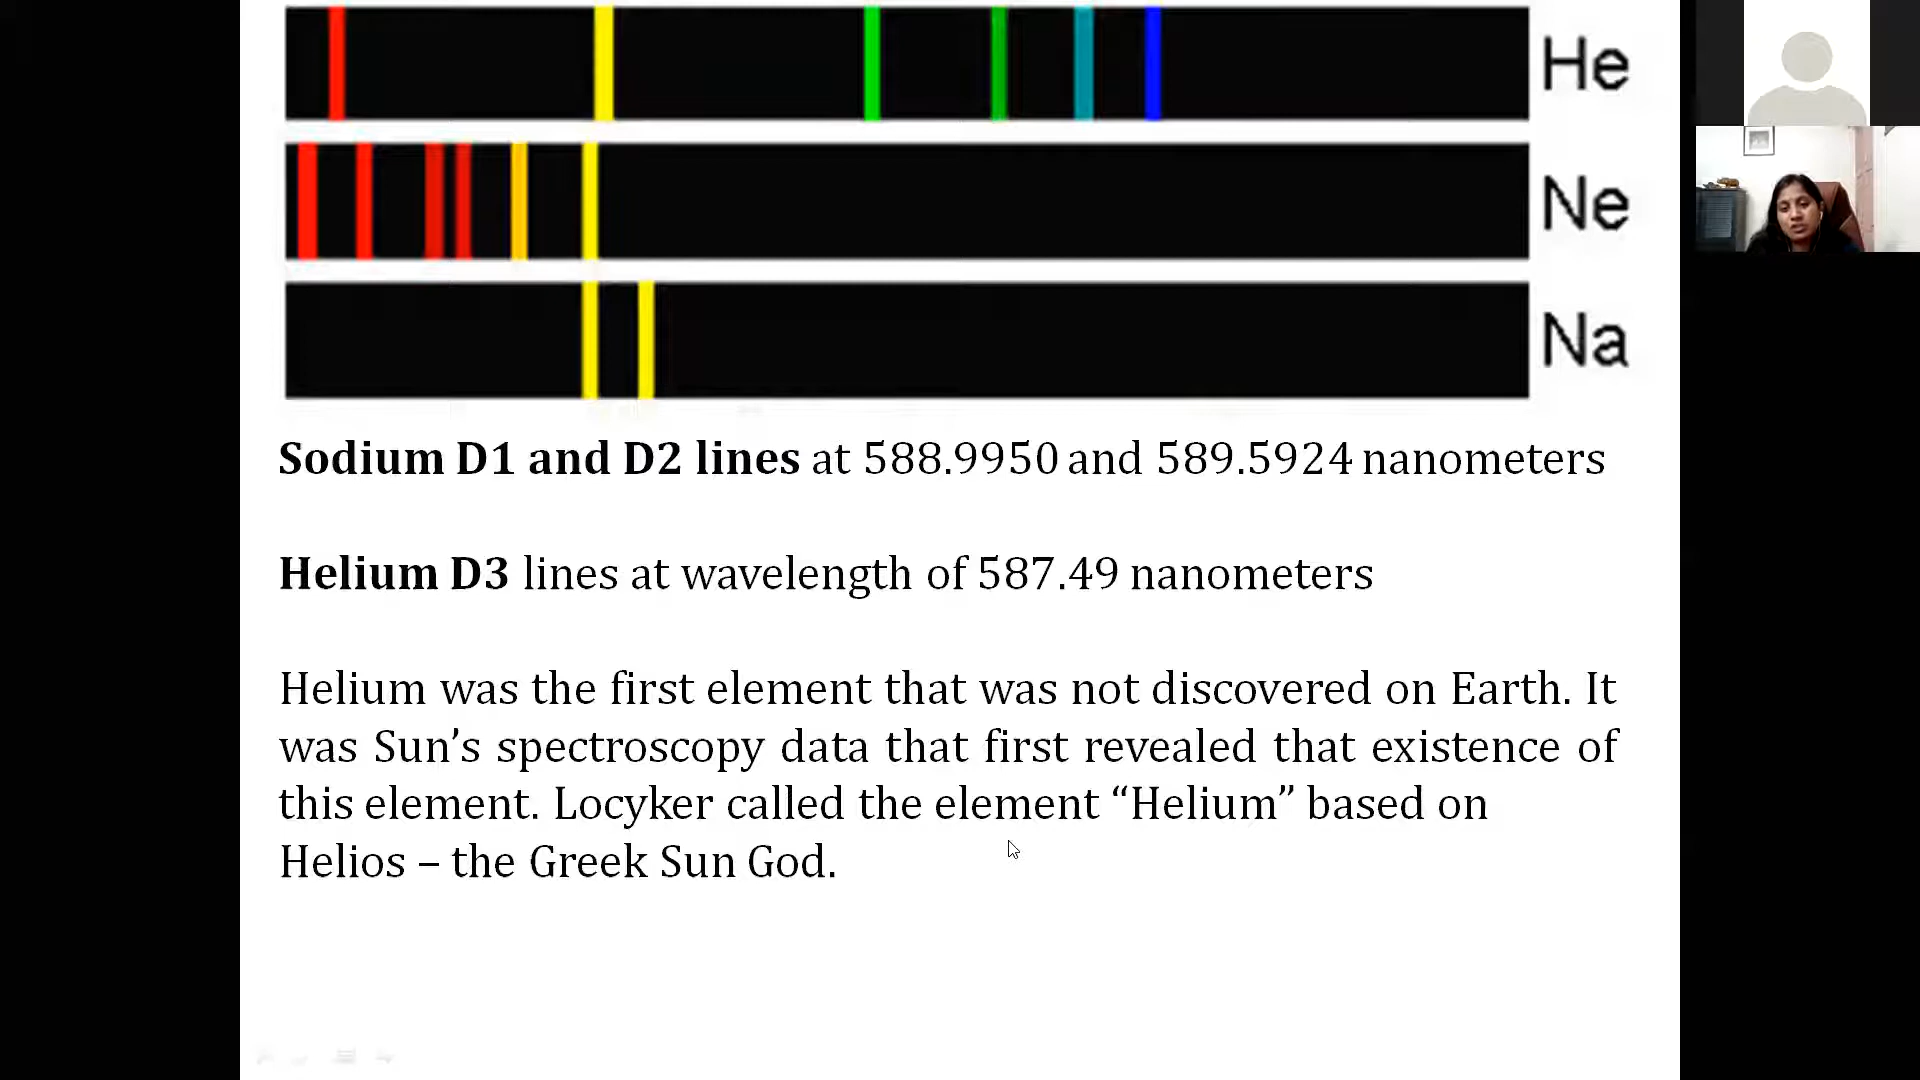 He
Ne
Na
Sodium D1 and D2 lines at 588.9950 and 589.5924 nanometers
Helium D3 lines at wavelength of 587.49 nanometers
Helium was the first element that was not discovered on Earth. It
was Sun’s spectroscopy data that first revealed that existence of
this element. Locyker called the element “Helium” based on
Helios – the Greek Sun God.